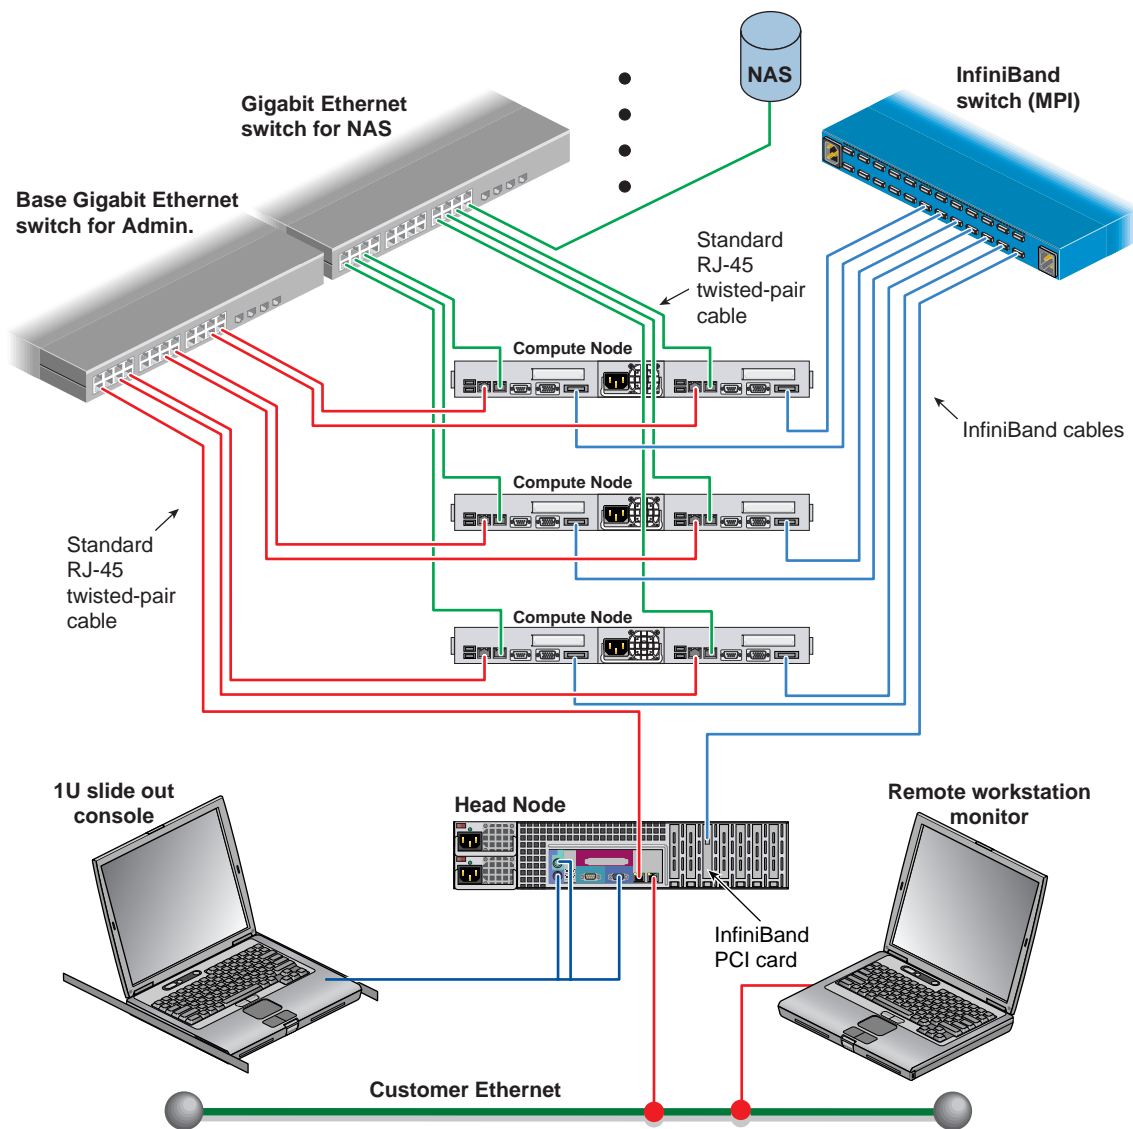 NAS
InfiniBand
switch (MPI)
Gigabit Ethernet
switch for NAS
Base Gigabit Ethernet
switch for Admin.
Standard
RJ-45
twisted-pair
cable
Compute Node
InfiniBand cables
Compute Node
Standard
RJ-45
twisted-pair
cable
Compute Node
1U slide out
console
Head Node
Remote workstation
monitor
InfiniBand
PCI card
Customer Ethernet